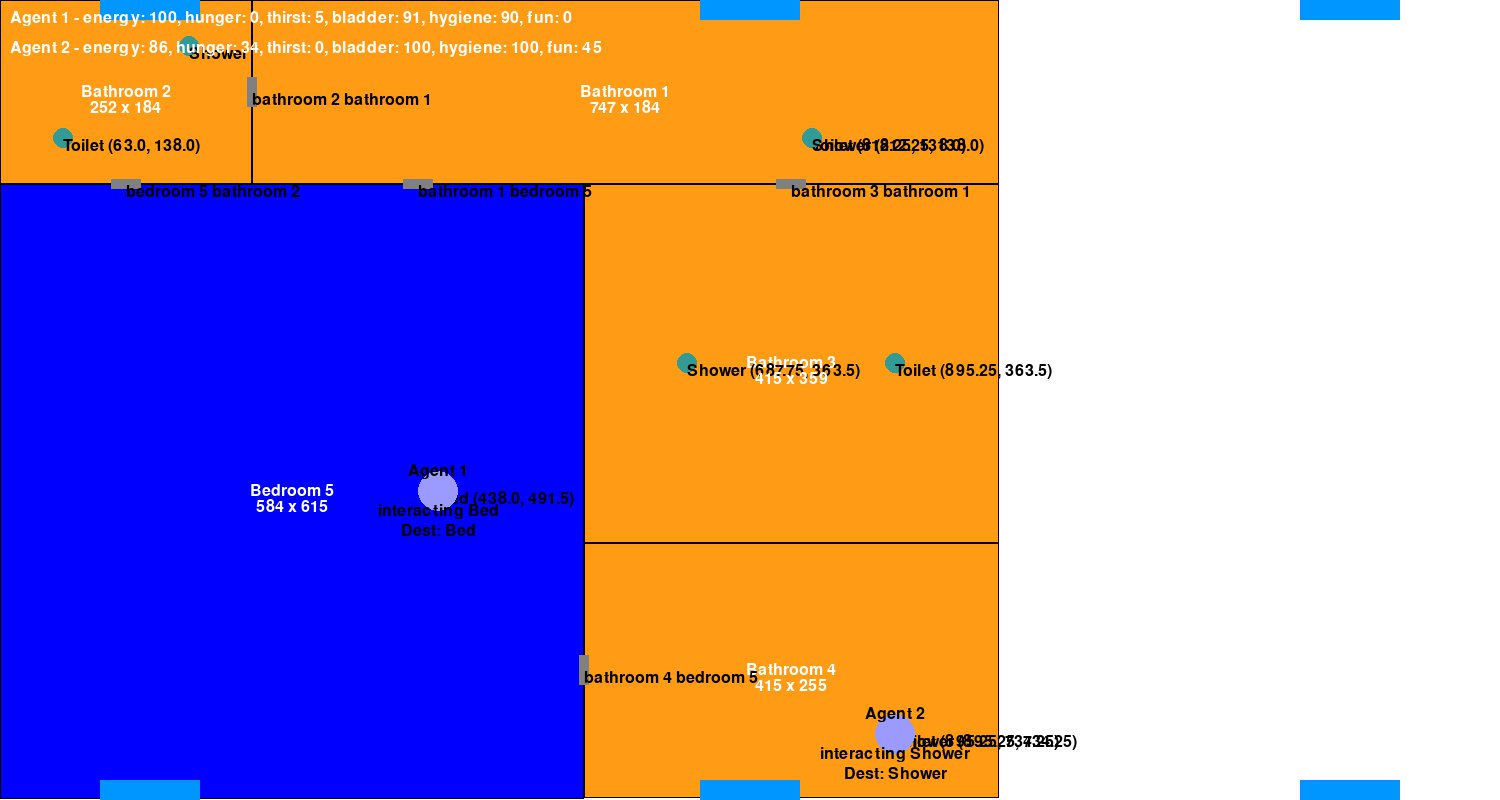 Agent 1 - energy: 100, hunger: 0, thirst: 5, bladder: 91, hygiene: 90, fun: 0
Agent 2 - energy: 86, hunger: 34, thirst: 0, bladder: 100, hygiene: 100, fun: 45
Shower
Bathroom 2
252 x 184
bathroom 2 bathroom 1
Bathroom 1
747 x 184
Toilet (63.0, 138.0)
bedroom 5 bathroom 2
bathroom 1 bedroom 5
bathroom 3 bathroom 1
Bathroom 3
415 x 359
Shower (687.75, 363.5)
Toilet (895.25, 363.5)
Agent 1
Bedroom 5
584 x 615
(438.0, 491.5)
interacting Bed
Dest: Bed
Bathroom 4
415 x 255
bathroom 4 bedroom 5
Agent 2
interacting Shower
Dest: Shower